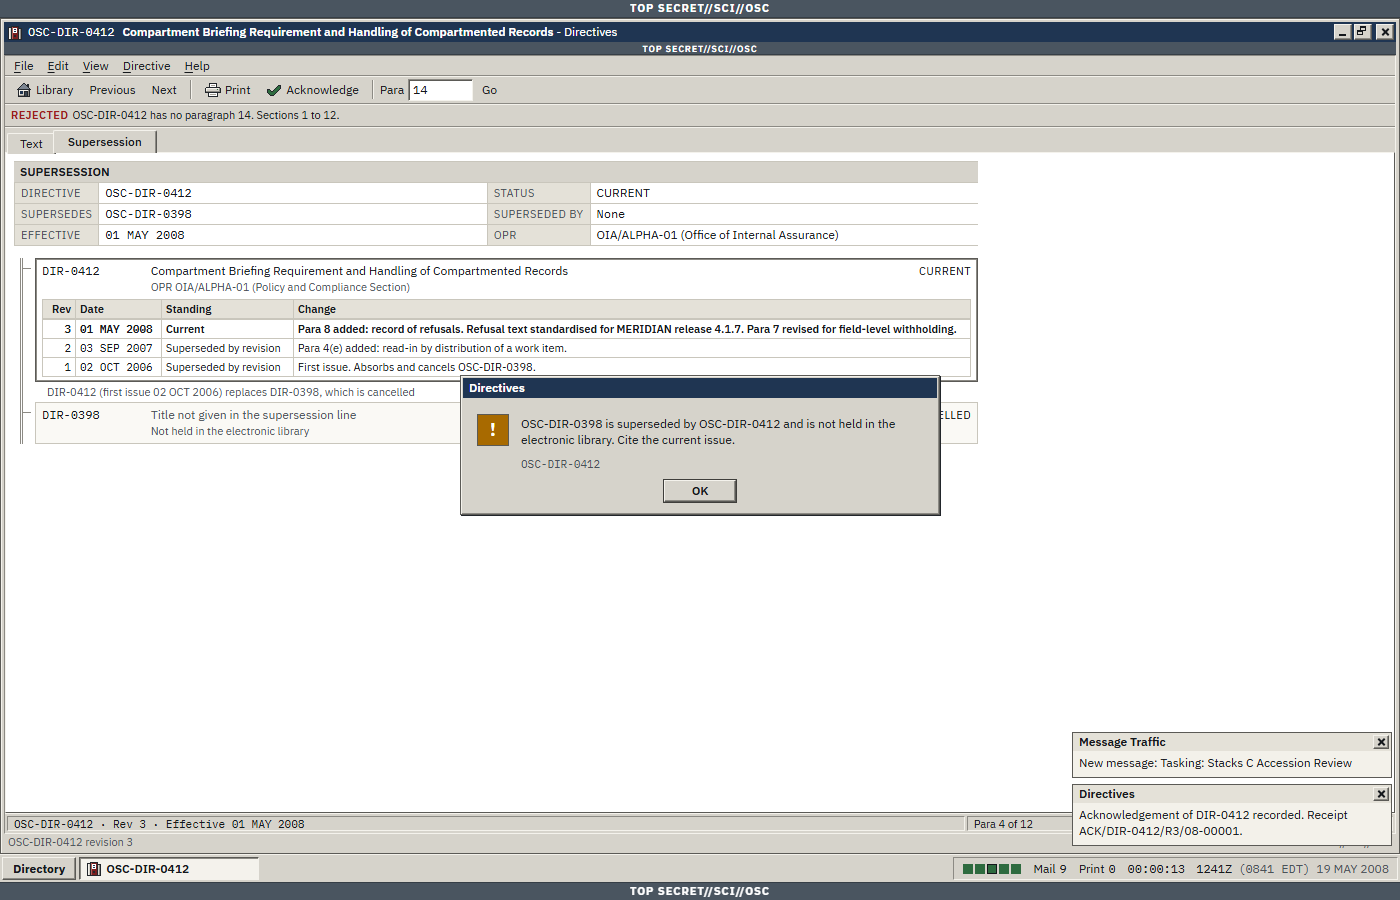 TOP SECRET//SCI//OSC
OSC-DIR-0412 Compartment Briefing Requirement and Handling of Compartmented Records - Directives
TOP SECRET//SCI//OSC
File Edit View Directive Help
Library Previous Next Print Acknowledge Para 14 Go
REJECTED OSC-DIR-0412 has no paragraph 14. Sections 1 to 12.
Text Supersession
SUPERSESSION
DIRECTIVE OSC-DIR-0412 STATUS CURRENT
SUPERSEDES OSC-DIR-0398 SUPERSEDED BY None
EFFECTIVE 01 MAY 2008 OPR OIA/ALPHA-01 (Office of Internal Assurance)
DIR-0412 Compartment Briefing Requirement and Handling of Compartmented Records CURRENT
OPR OIA/ALPHA-01 (Policy and Compliance Section)
Rev Date Standing Change
3 01 MAY 2008 Current Para 8 added: record of refusals. Refusal text standardised for MERIDIAN release 4.1.7. Para 7 revised for field-level withholding.
2 03 SEP 2007 Superseded by revision Para 4(e) added: read-in by distribution of a work item.
1 02 OCT 2006 Superseded by revision First issue. Absorbs and cancels OSC-DIR-0398.
DIR-0412 (first issue 02 OCT 2006) replaces DIR-0398, which is cancelled
DIR-0398 Title not given in the supersession line ELLED
Not held in the electronic library
Directives
!
OSC-DIR-0398 is superseded by OSC-DIR-0412 and is not held in the
electronic library. Cite the current issue.
OSC-DIR-0412
OK
Message Traffic
New message: Tasking: Stacks C Accession Review
Directives
Acknowledgement of DIR-0412 recorded. Receipt
ACK/DIR-0412/R3/08-00001.
OSC-DIR-0412 · Rev 3 · Effective 01 MAY 2008 Para 4 of 12
OSC-DIR-0412 revision 3
Directory OSC-DIR-0412 Mail 9 Print 0 00:00:13 1241Z (0841 EDT) 19 MAY 2008
TOP SECRET//SCI//OSC